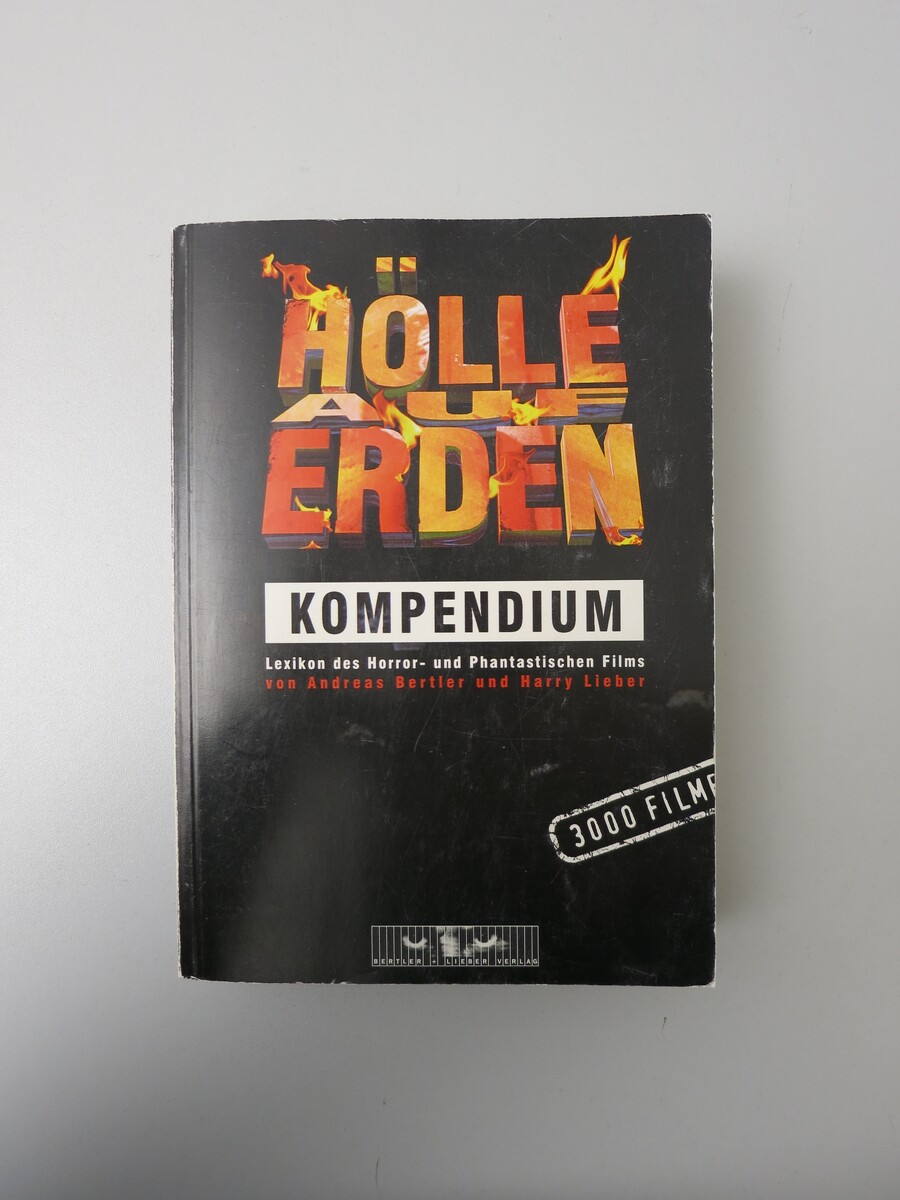 HÖLLE
AUF
ERDEN
KOMPENDIUM
Lexikon des Horror- und Phantastischen Films
von Andreas Bertler und Harry Lieber
3000 FILME
BERTLER + LIEBER VERLAG